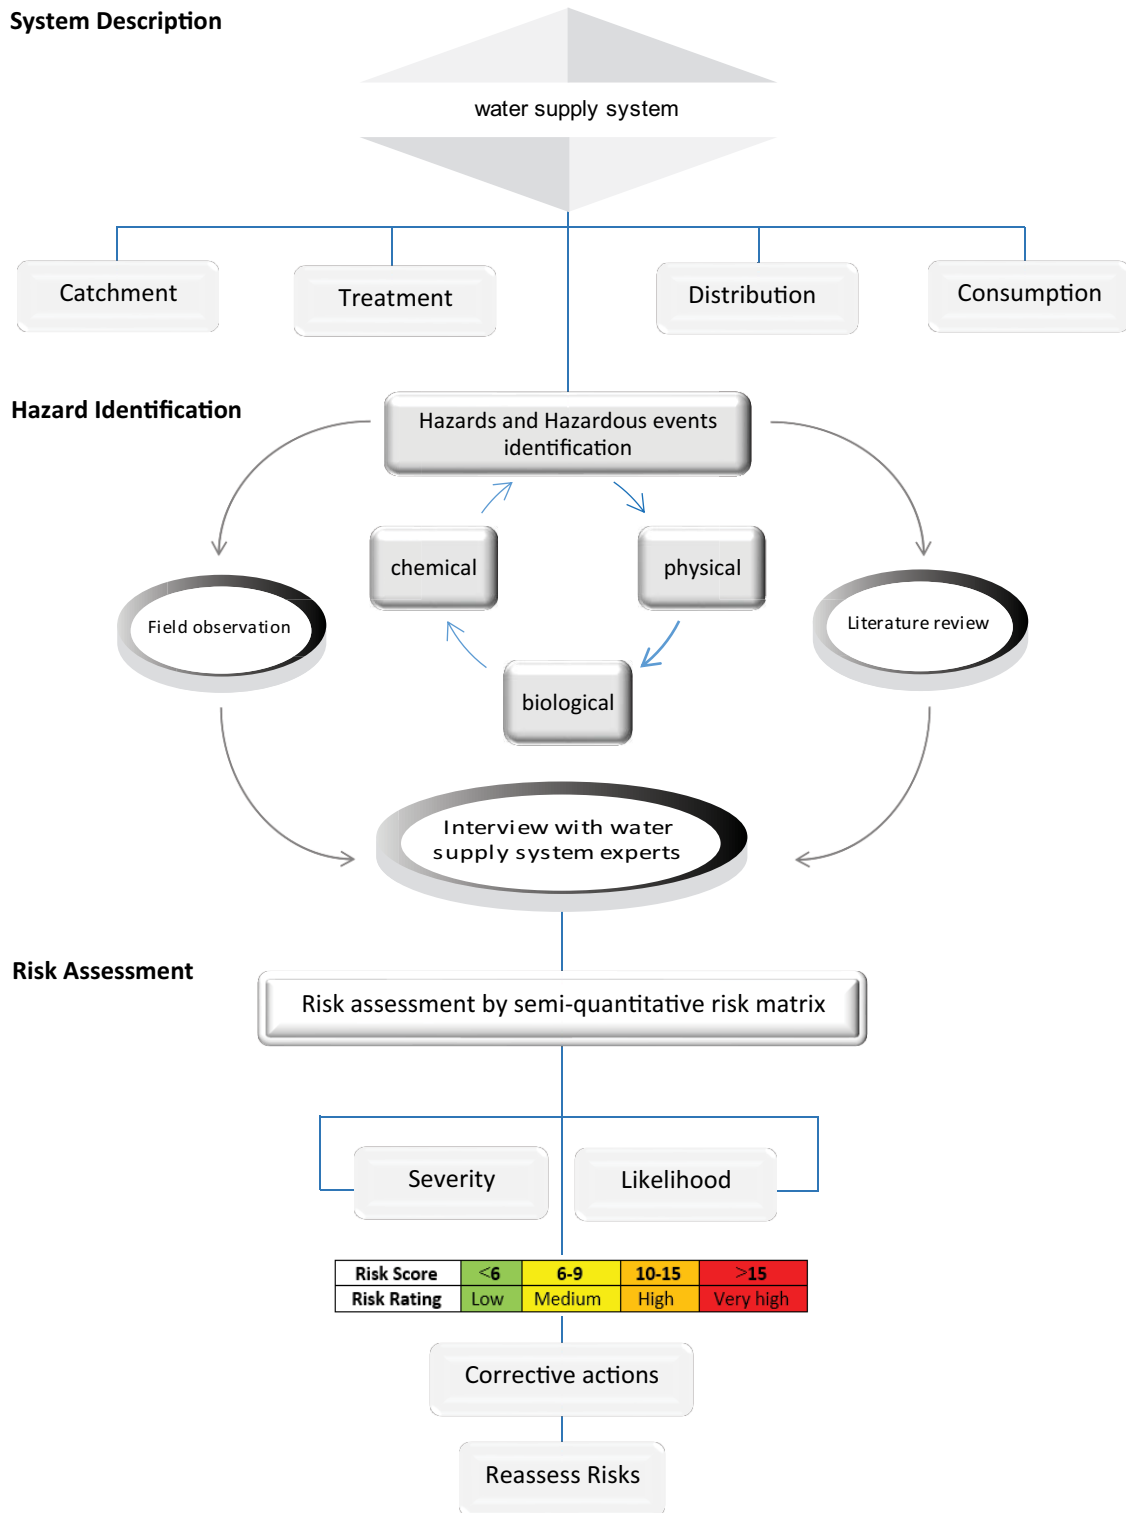 System Description
water supply system
Catchment
Treatment
Distribution
Consumption
Hazard Identification
Hazards and Hazardous events
identification
chemical
physical
Field observation
Literature review
biological
Interview with water
supply system experts
Risk Assessment
Risk assessment by semi-quantitative risk matrix
Severity
Likelihood
Risk Score <6 6-9 10-15 >15
Risk Rating Low Medium High Very high
Corrective actions
Reassess Risks